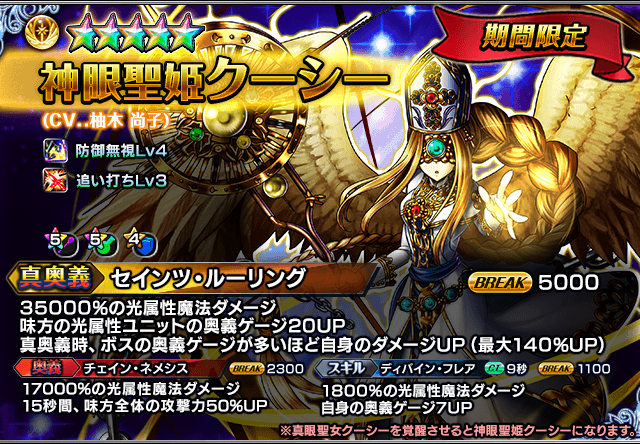 期間限定
神眼聖姫クーシー
(CV..柚木 尚子)
防御無視Lv4
追い打ちLv3
5 5 4
真奥義 セインツ・ルーリング BREAK 5000
35000%の光属性魔法ダメージ
味方の光属性ユニットの奥義ゲージ20UP
真奥義時、ボスの奥義ゲージが多いほど自身のダメージUP(最大140%UP)
奥義 チェイン・ネメシス BREAK 2300
17000%の光属性魔法ダメージ
15秒間、味方全体の攻撃力50%UP
スキル ディバイン・フレア CT 9秒 BREAK 1100
1800%の光属性魔法ダメージ
自身の奥義ゲージ7UP
※真眼聖女クーシーを覚醒させると神眼聖姫クーシーになります。